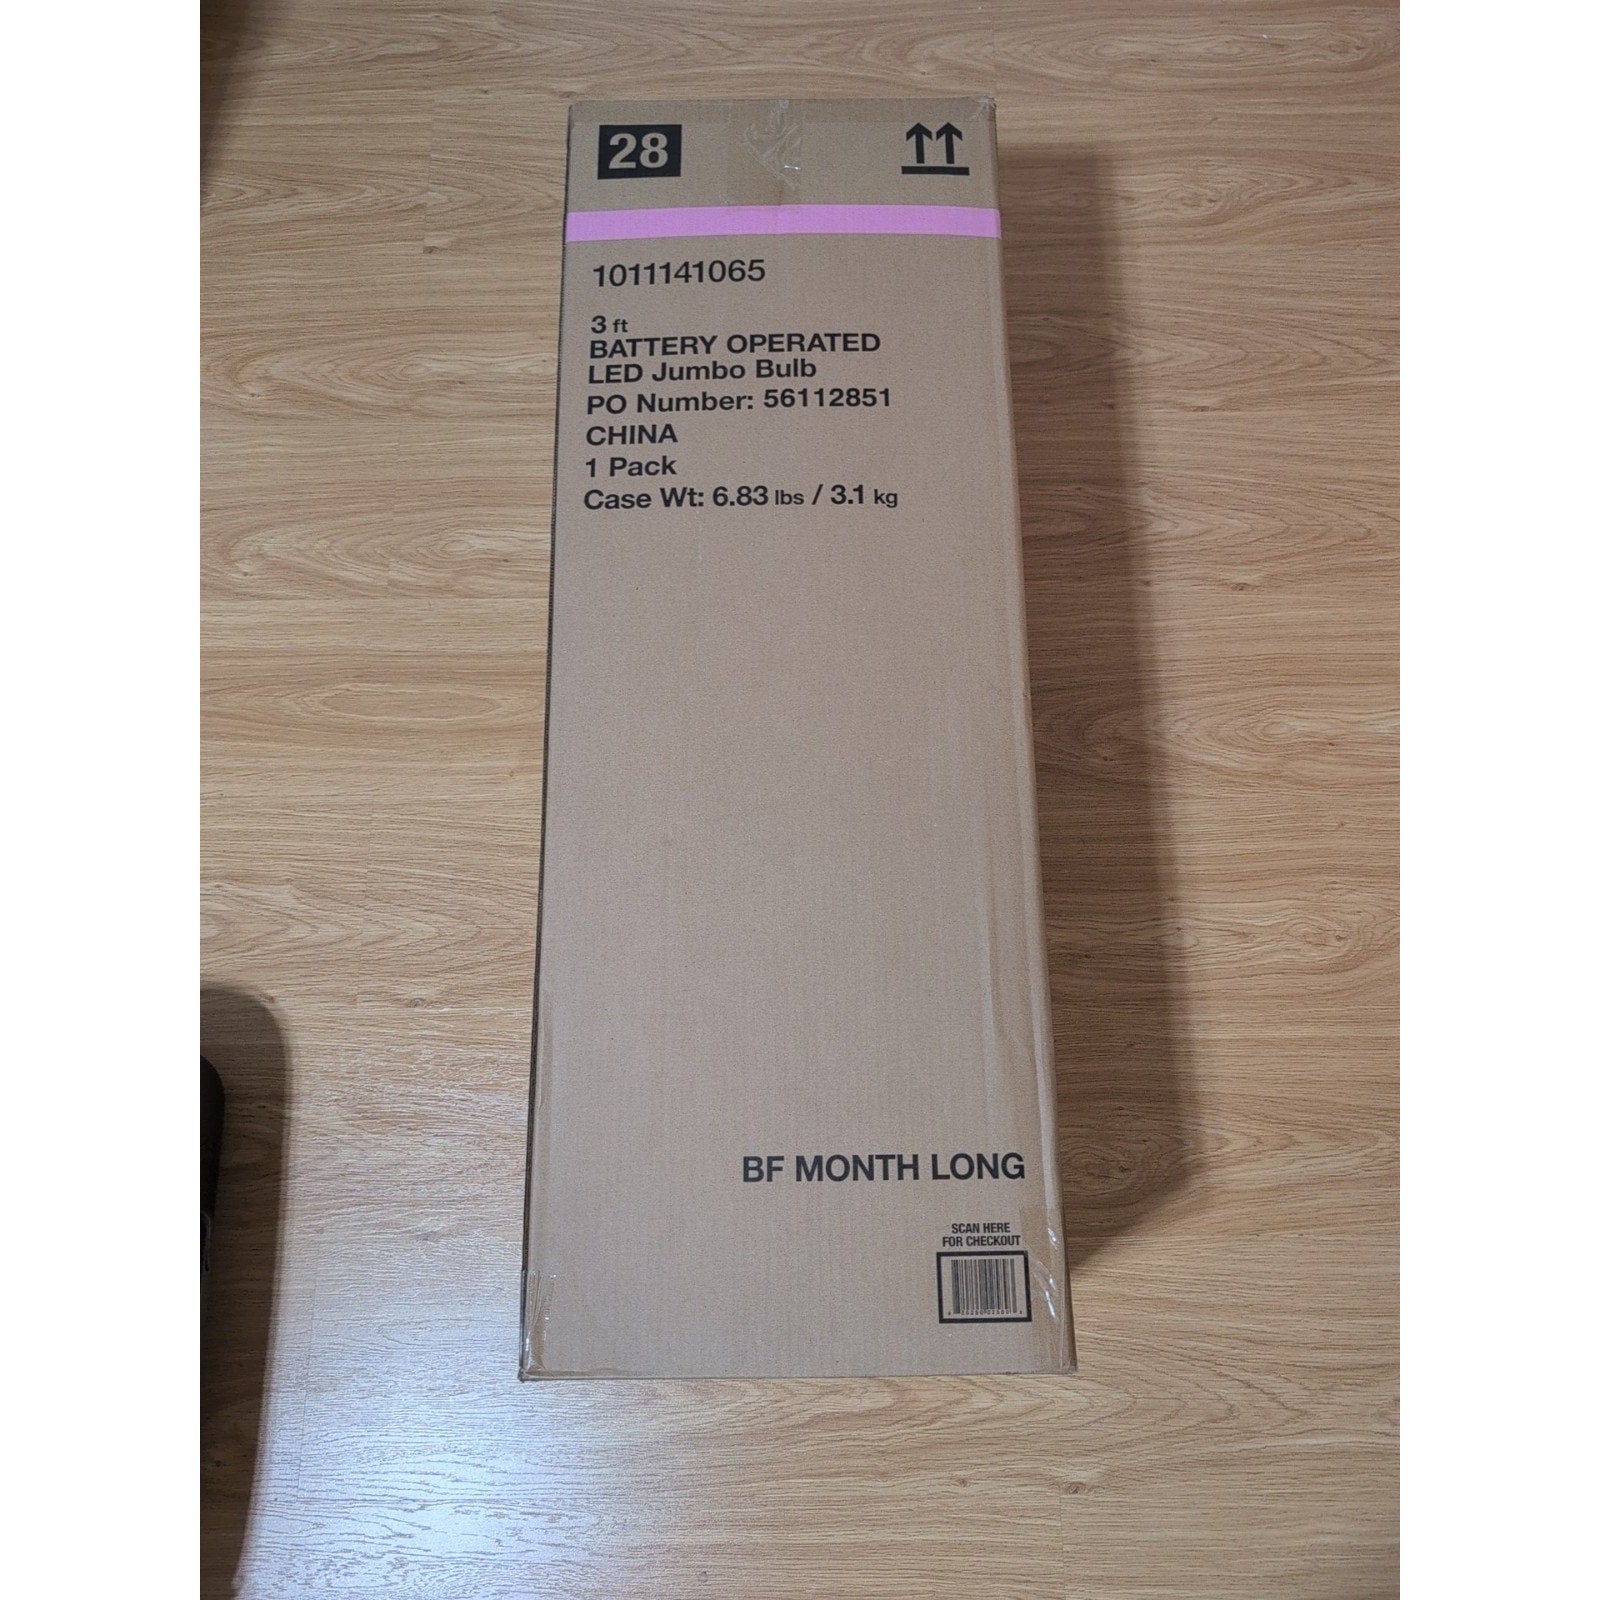 28
1011141065
3 ft
BATTERY OPERATED
LED Jumbo Bulb
PO Number: 56112851
CHINA
1 Pack
Case Wt: 6.83 lbs / 3.1 kg
BF MONTH LONG
SCAN HERE
FOR CHECKOUT